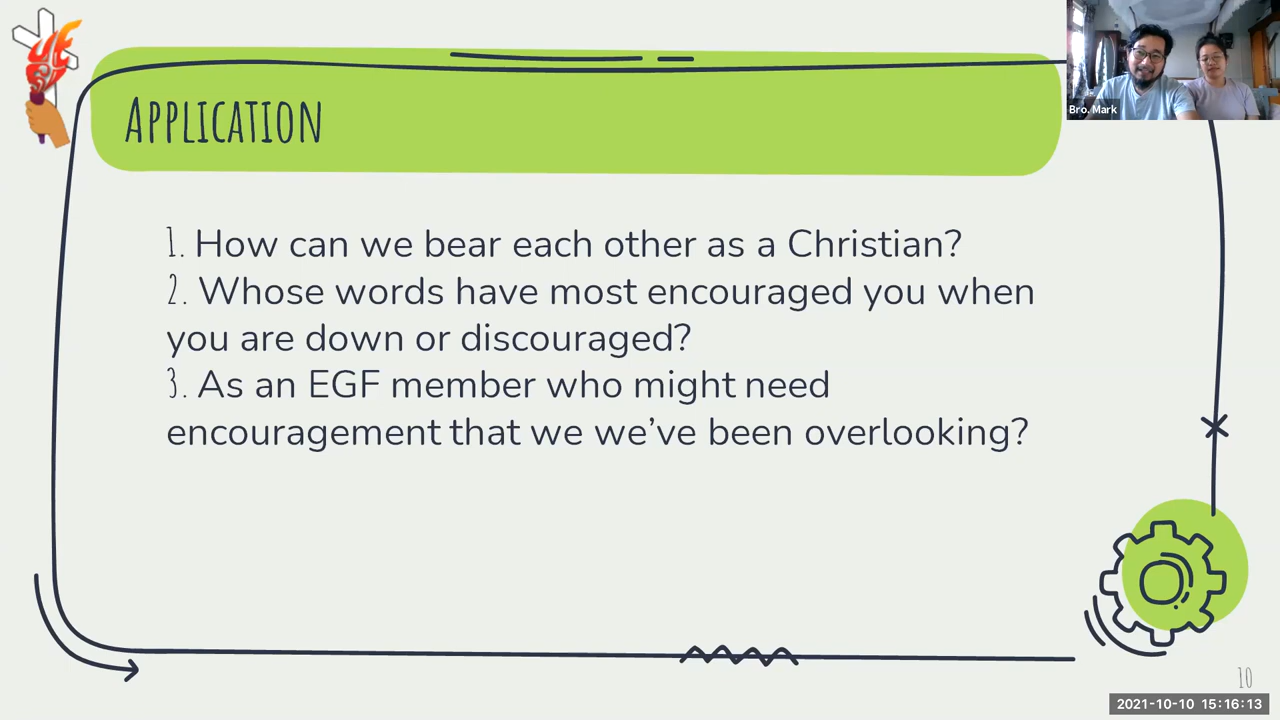 APPLICATION
Bro. Mark
1. How can we bear each other as a Christian?
2. Whose words have most encouraged you when
you are down or discouraged?
3. As an EGF member who might need
encouragement that we we’ve been overlooking?
10
2021-10-10 15:16:13